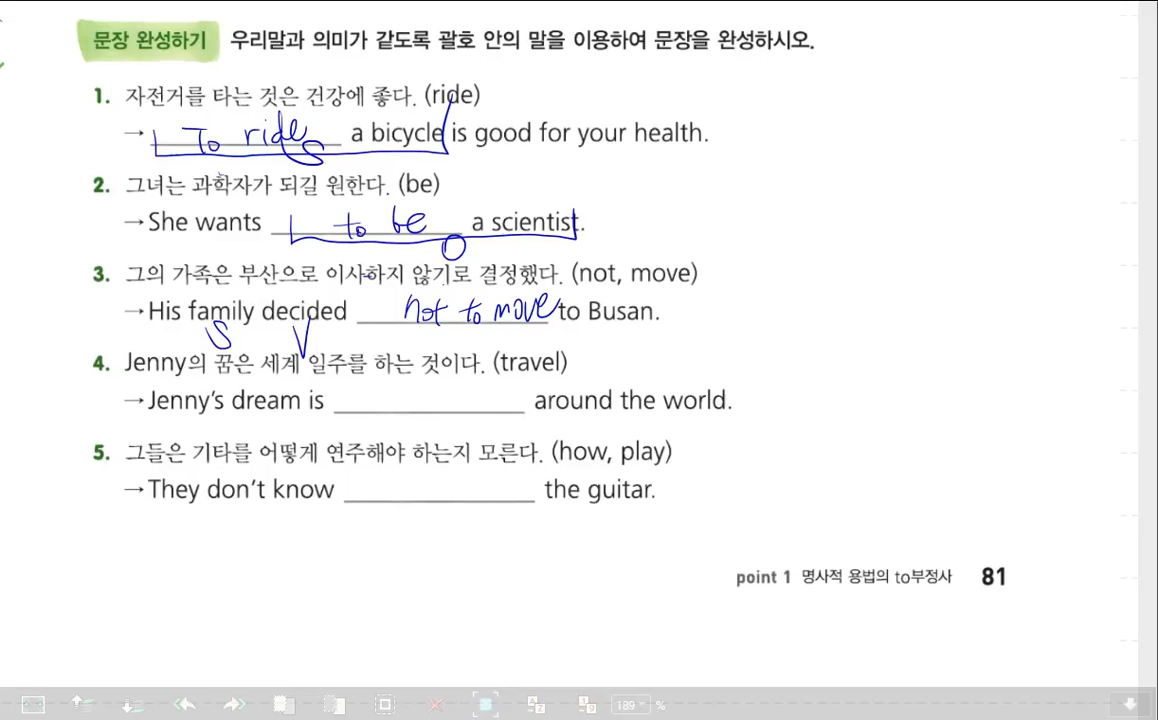 문장 완성하기 우리말과 의미가 같도록 괄호 안의 말을 이용하여 문장을 완성하시오.
1. 자전거를 타는 것은 건강에 좋다. (ride)
→ To ride a bicycle is good for your health.
S
2. 그녀는 과학자가 되길 원한다. (be)
→ She wants to be a scientist.
O
3. 그의 가족은 부산으로 이사하지 않기로 결정했다. (not, move)
→ His family decided not to move to Busan.
S V
4. Jenny의 꿈은 세계 일주를 하는 것이다. (travel)
→ Jenny's dream is ____________ around the world.
5. 그들은 기타를 어떻게 연주해야 하는지 모른다. (how, play)
→ They don't know ____________ the guitar.
point 1 명사적 용법의 to부정사 81
189 %